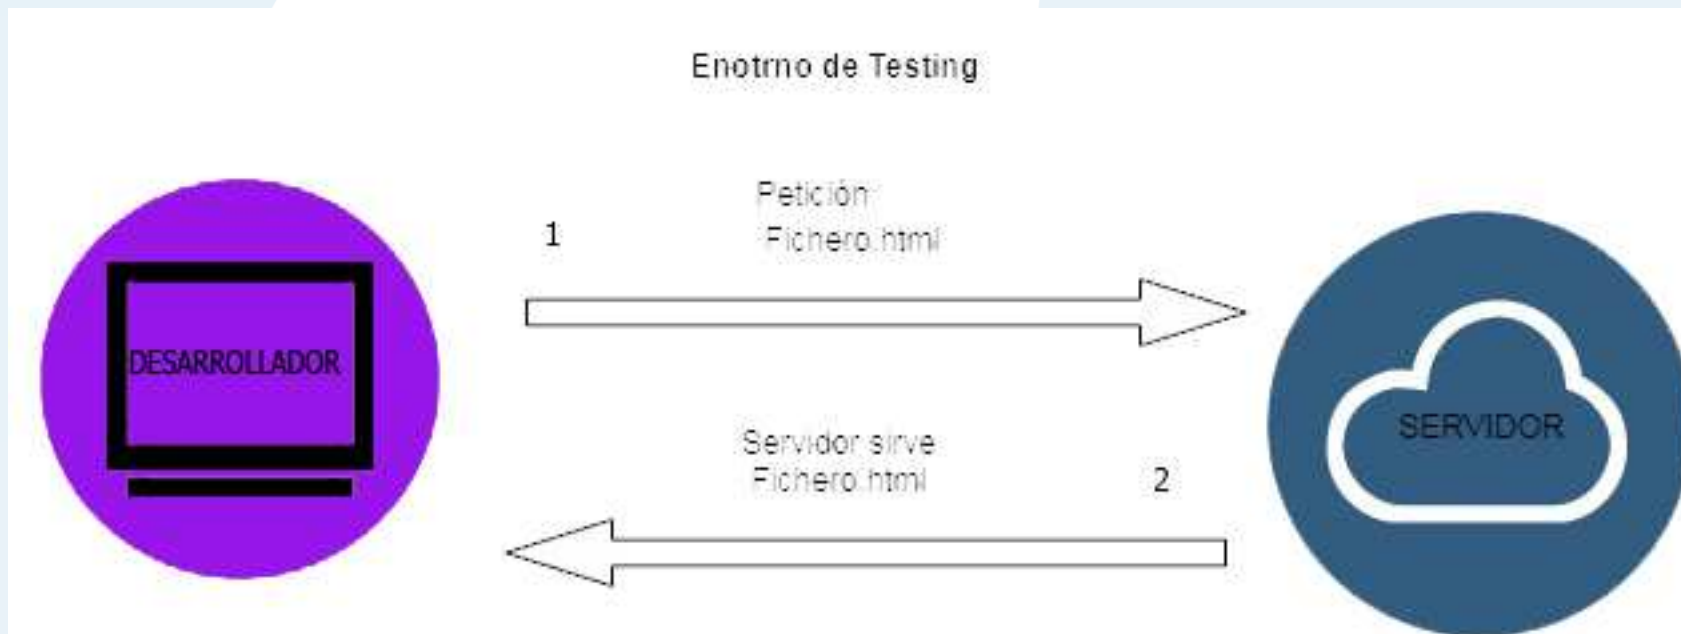 Enotrno de Testing
Petición
1
Fichero.html
DESARROLLADOR
SERVIDOR
Servidor sirve
Fichero.html
2